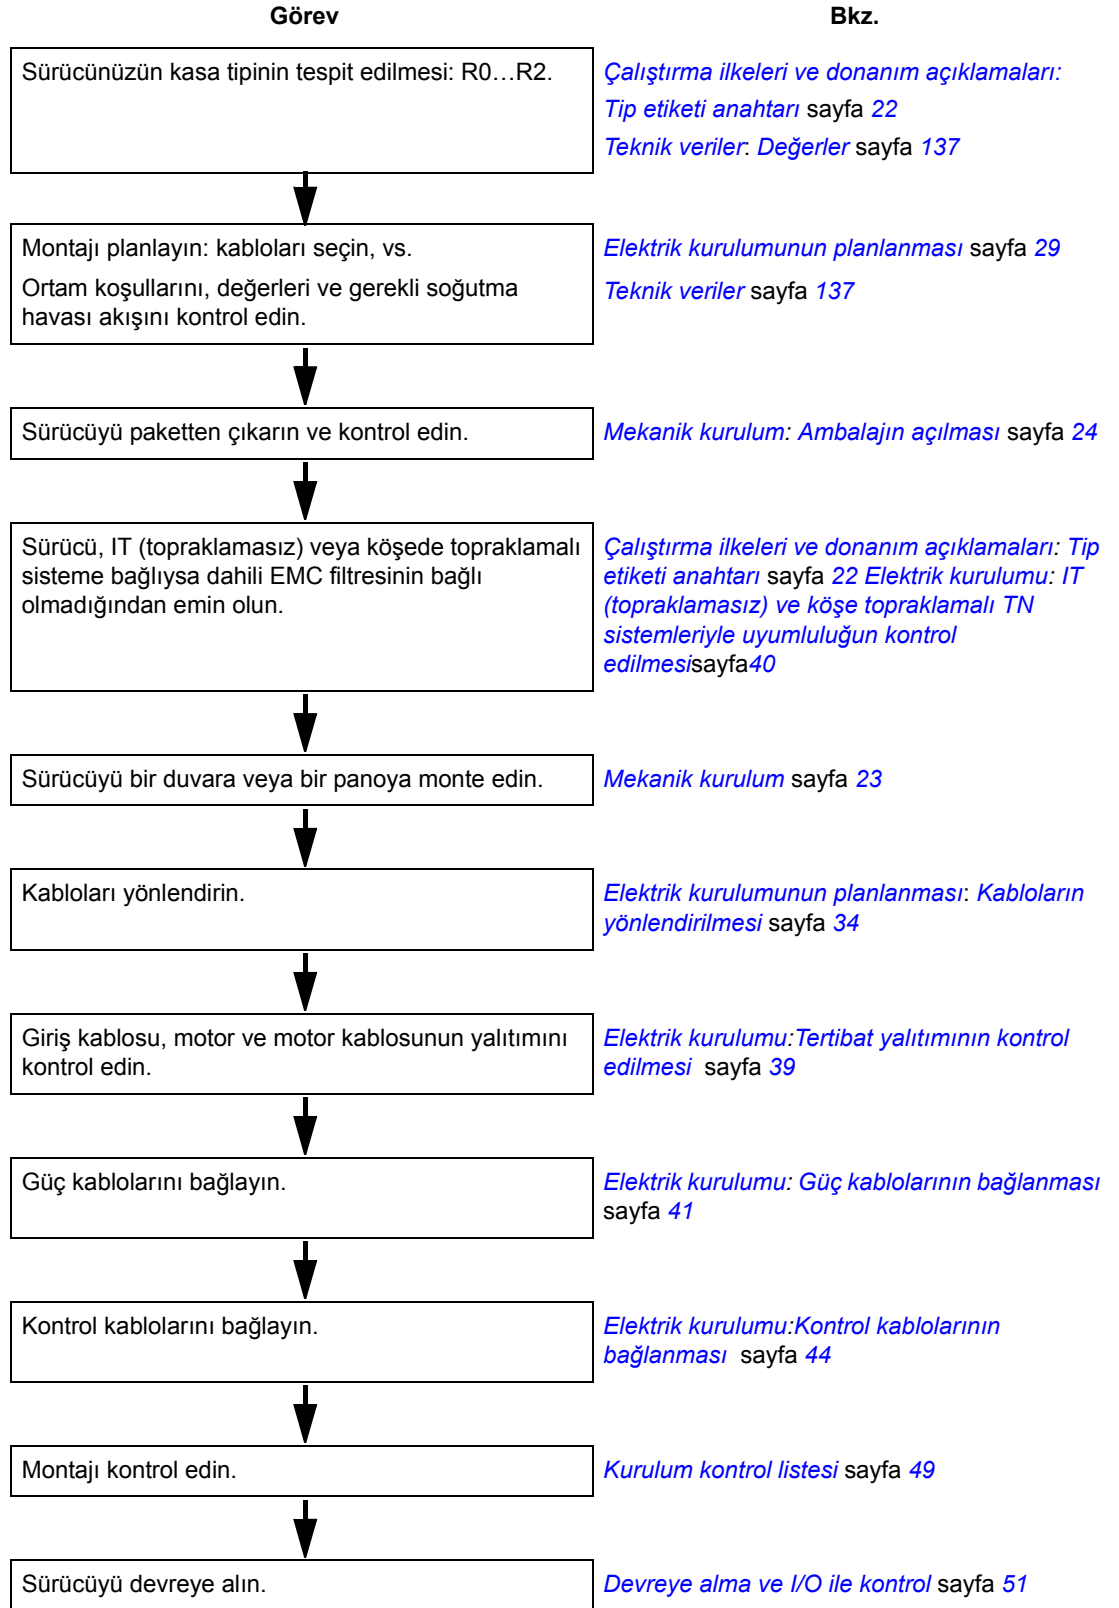 Görev
Bkz.
Sürücünüzün kasa tipinin tespit edilmesi: R0…R2.
Çalıştırma ilkeleri ve donanım açıklamaları:
Tip etiketi anahtarı sayfa 22
Teknik veriler: Değerler sayfa 137
Montajı planlayın: kabloları seçin, vs.
Ortam koşullarını, değerleri ve gerekli soğutma
havası akışını kontrol edin.
Elektrik kurulumunun planlanması sayfa 29
Teknik veriler sayfa 137
Sürücüyü paketten çıkarın ve kontrol edin.
Mekanik kurulum: Ambalajın açılması sayfa 24
Sürücü, IT (topraklamasız) veya köşede topraklamalı
sisteme bağlıysa dahili EMC filtresinin bağlı
olmadığından emin olun.
Çalıştırma ilkeleri ve donanım açıklamaları: Tip
etiketi anahtarı sayfa 22 Elektrik kurulumu: IT
(topraklamasız) ve köşe topraklamalı TN
sistemleriyle uyumluluğun kontrol
edilmesisayfa40
Sürücüyü bir duvara veya bir panoya monte edin.
Mekanik kurulum sayfa 23
Kabloları yönlendirin.
Elektrik kurulumunun planlanması: Kabloların
yönlendirilmesi sayfa 34
Giriş kablosu, motor ve motor kablosunun yalıtımını
kontrol edin.
Elektrik kurulumu:Tertibat yalıtımının kontrol
edilmesi sayfa 39
Güç kablolarını bağlayın.
Elektrik kurulumu: Güç kablolarının bağlanması
sayfa 41
Kontrol kablolarını bağlayın.
Elektrik kurulumu:Kontrol kablolarının
bağlanması sayfa 44
Montajı kontrol edin.
Kurulum kontrol listesi sayfa 49
Sürücüyü devreye alın.
Devreye alma ve I/O ile kontrol sayfa 51